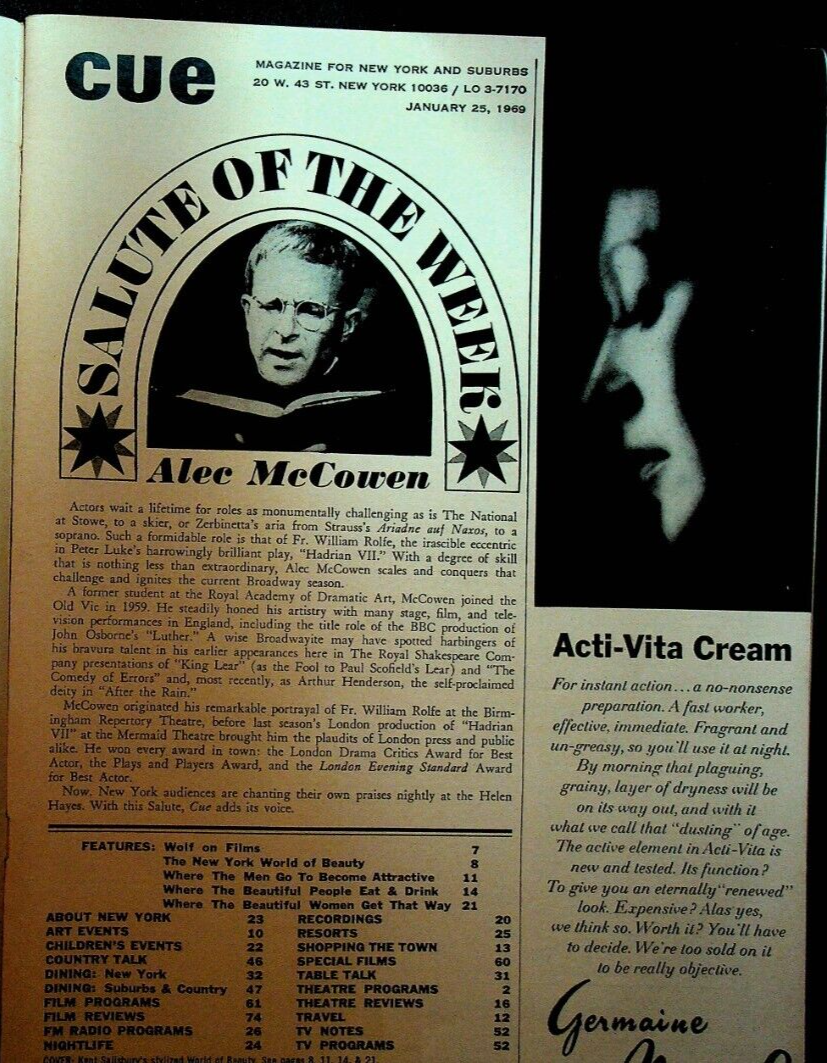 cue
MAGAZINE FOR NEW YORK AND SUBURBS
20 W. 43 ST. NEW YORK 10036 / LO 3-7170
JANUARY 25, 1969
SALUTE OF THE WEEK
Alec McCowen
Actors wait a lifetime for roles as monumentally challenging as is The National
at Stowe, to a skier, or Zerbinetta's aria from Strauss's Ariadne auf Naxos, to a
soprano. Such a formidable role is that of Fr. William Rolfe, the irascible eccentric
in Peter Luke's harrowingly brilliant play, "Hadrian VII." With a degree of skill
that is nothing less than extraordinary, Alec McCowen scales and conquers that
challenge and ignites the current Broadway season.
A former student at the Royal Academy of Dramatic Art, McCowen joined the
Old Vic in 1959. He steadily honed his artistry with many stage, film, and tele-
vision performances in England, including the title role of the BBC production of
John Osborne's "Luther." A wise Broadwayite may have spotted harbingers of
his bravura talent in his earlier appearances here in The Royal Shakespeare Com-
pany presentations of "King Lear" (as the Fool to Paul Scofield's Lear) and "The
Comedy of Errors" and, most recently, as Arthur Henderson, the self-proclaimed
deity in "After the Rain."
McCowen originated his remarkable portrayal of Fr. William Rolfe at the Birm-
ingham Repertory Theatre, before last season's London production of "Hadrian
VII" at the Mermaid Theatre brought him the plaudits of London press and public
alike. He won every award in town: the London Drama Critics Award for Best
Actor, the Plays and Players Award, and the London Evening Standard Award
for Best Actor.
Now, New York audiences are chanting their own praises nightly at the Helen
Hayes. With this Salute, Cue adds its voice.
FEATURES: Wolf on Films 7
The New York World of Beauty 8
Where The Men Go To Become Attractive 11
Where The Beautiful People Eat & Drink 14
Where The Beautiful Women Get That Way 21
ABOUT NEW YORK 23
ART EVENTS 10
CHILDREN'S EVENTS 22
COUNTRY TALK 46
DINING: New York 32
DINING: Suburbs & Country 47
FILM PROGRAMS 61
FILM REVIEWS 74
FM RADIO PROGRAMS 26
NIGHTLIFE 24
RECORDINGS 20
RESORTS 25
SHOPPING THE TOWN 13
SPECIAL FILMS 60
TABLE TALK 31
THEATRE PROGRAMS 2
THEATRE REVIEWS 16
TRAVEL 12
TV NOTES 52
TV PROGRAMS 52
COVER: Kent Salisbury's stylized World of Beauty. See pages 8, 11, 14, & 21.
Acti-Vita Cream
For instant action...a no-nonsense
preparation. A fast worker,
effective, immediate. Fragrant and
un-greasy, so you'll use it at night.
By morning that plaguing,
grainy, layer of dryness will be
on its way out, and with it
what we call that "dusting" of age.
The active element in Acti-Vita is
new and tested. Its function?
To give you an eternally "renewed"
look. Expensive? Alas yes,
we think so. Worth it? You'll have
to decide. We're too sold on it
to be really objective.
Germaine